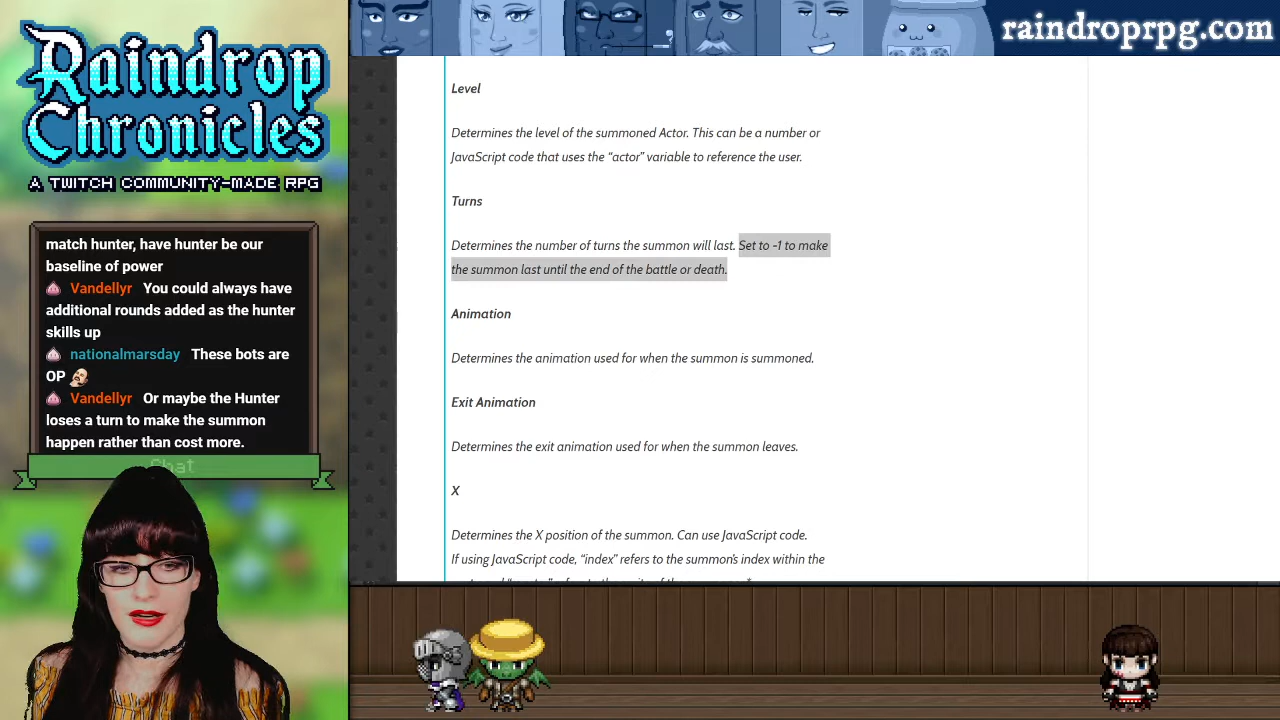 Raindrop
Chronicles
A TWITCH COMMUNITY-MADE RPG
raindroprpg.com
match hunter, have hunter be our
baseline of power
Vandellyr You could always have
additional rounds added as the hunter
skills up
nationalmarsday These bots are
OP
Vandellyr Or maybe the Hunter
loses a turn to make the summon
happen rather than cost more.
Chat
Level
Determines the level of the summoned Actor. This can be a number or
JavaScript code that uses the “actor” variable to reference the user.
Turns
Determines the number of turns the summon will last. Set to -1 to make
the summon last until the end of the battle or death.
Animation
Determines the animation used for when the summon is summoned.
Exit Animation
Determines the exit animation used for when the summon leaves.
X
Determines the X position of the summon. Can use JavaScript code.
If using JavaScript code, “index” refers to the summon's index within the